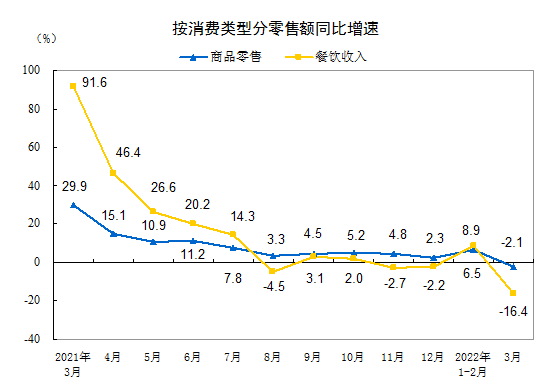 按消费类型分零售额同比增速
(%)
商品零售 餐饮收入
100
80
60
40
20
0
-20
-40
91.6
46.4
26.6
20.2
14.3
29.9
15.1
10.9
11.2
7.8
3.3
-4.5
4.5
3.1
5.2
2.0
4.8
-2.7
2.3
-2.2
8.9
6.5
-2.1
-16.4
2021年
3月
4月
5月
6月
7月
8月
9月
10月
11月
12月
2022年
1-2月
3月